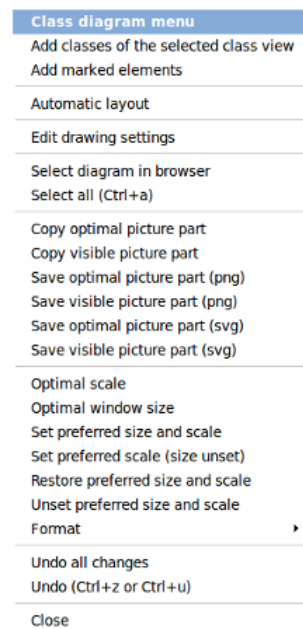 Class diagram menu
Add classes of the selected class view
Add marked elements
Automatic layout
Edit drawing settings
Select diagram in browser
Select all (Ctrl+a)
Copy optimal picture part
Copy visible picture part
Save optimal picture part (png)
Save visible picture part (png)
Save optimal picture part (svg)
Save visible picture part (svg)
Optimal scale
Optimal window size
Set preferred size and scale
Set preferred scale (size unset)
Restore preferred size and scale
Unset preferred size and scale
Format
Undo all changes
Undo (Ctrl+z or Ctrl+u)
Close